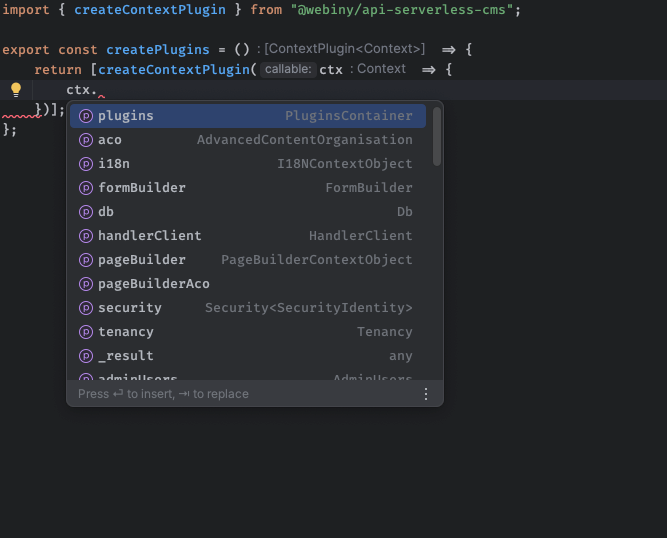 import { createContextPlugin } from "@webiny/api-serverless-cms";
export const createPlugins = () : [ContextPlugin<Context>] => {
return [createContextPlugin( callable: ctx : Context => {
ctx.
})];
};
plugins PluginsContainer
aco AdvancedContentOrganisation
i18n I18NContextObject
formBuilder FormBuilder
db Db
handlerClient HandlerClient
pageBuilder PageBuilderContextObject
pageBuilderAco
security Security<SecurityIdentity>
tenancy Tenancy
_result any
adminUsers AdminUsers
Press ⏎ to insert, ⇥ to replace